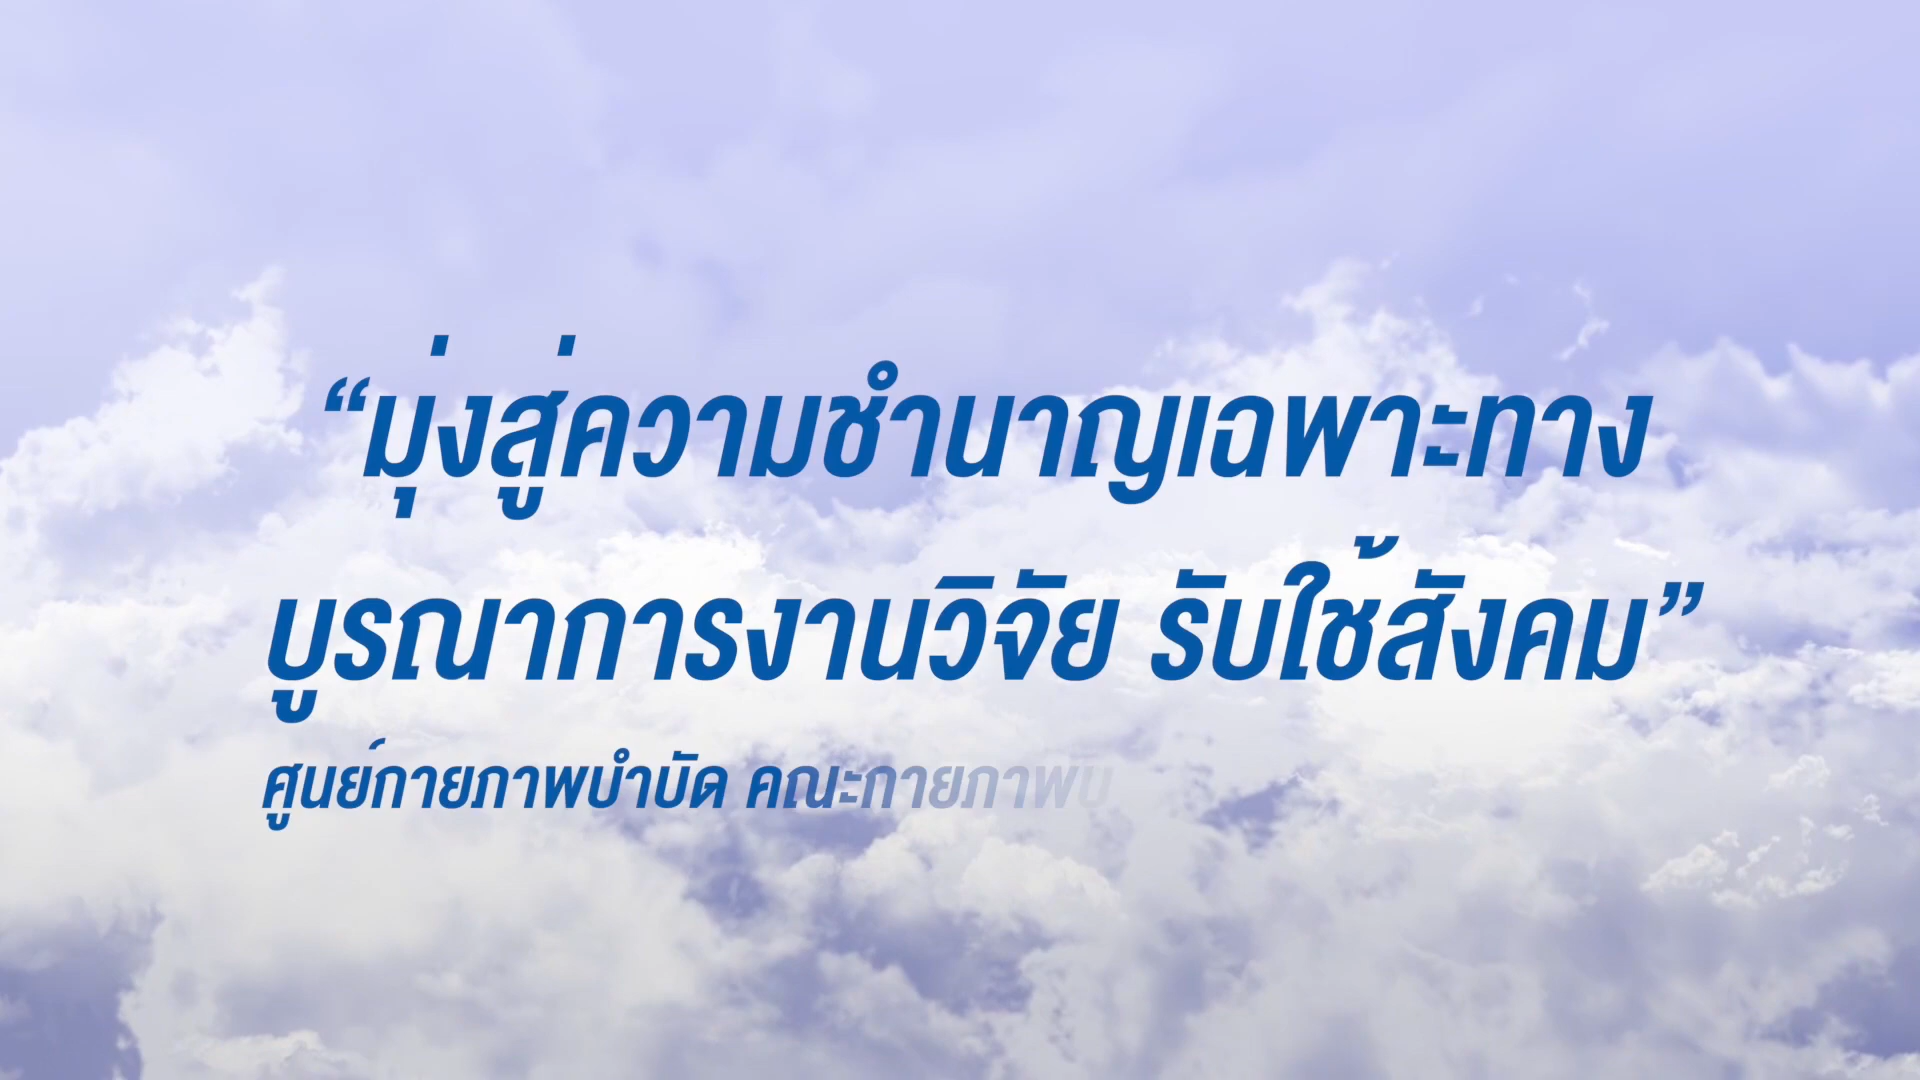 “มุ่งสู่ความชำนาญเฉพาะทาง
บูรณาการงานวิจัย รับใช้สังคม”
ศูนย์กายภาพบำบัด คณะกายภาพบ